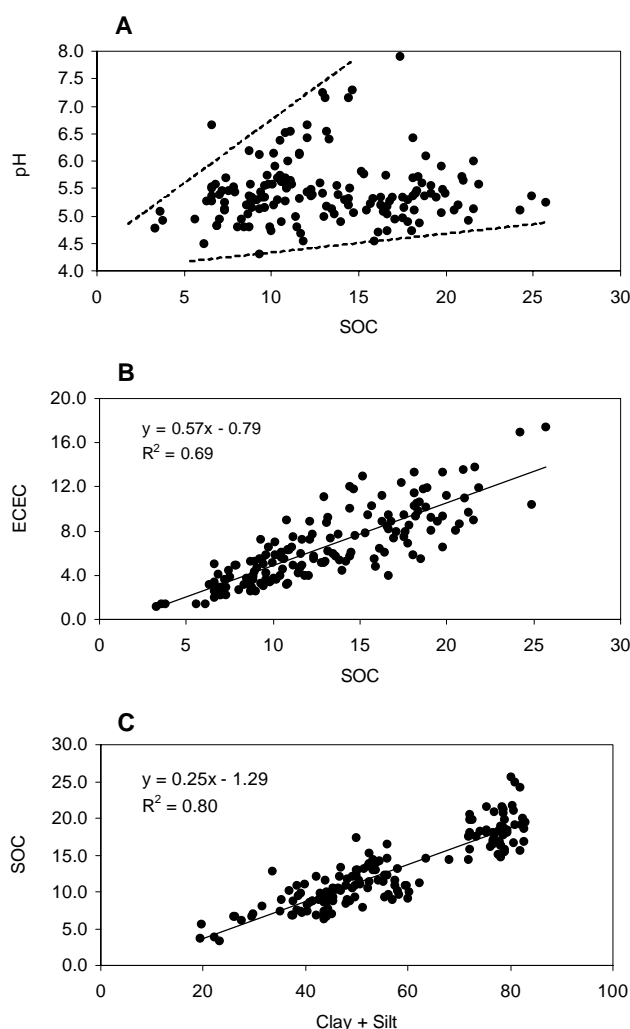 A
8.0
7.5
7.0
6.5
6.0
5.5
5.0
4.5
4.0
pH
0 5 10 15 20 25 30
SOC
B
20.0
16.0
12.0
8.0
4.0
0.0
ECEC
y = 0.57x - 0.79
R² = 0.69
0 5 10 15 20 25 30
SOC
C
30.0
25.0
20.0
15.0
10.0
5.0
0.0
SOC
y = 0.25x - 1.29
R² = 0.80
0 20 40 60 80 100
Clay + Silt